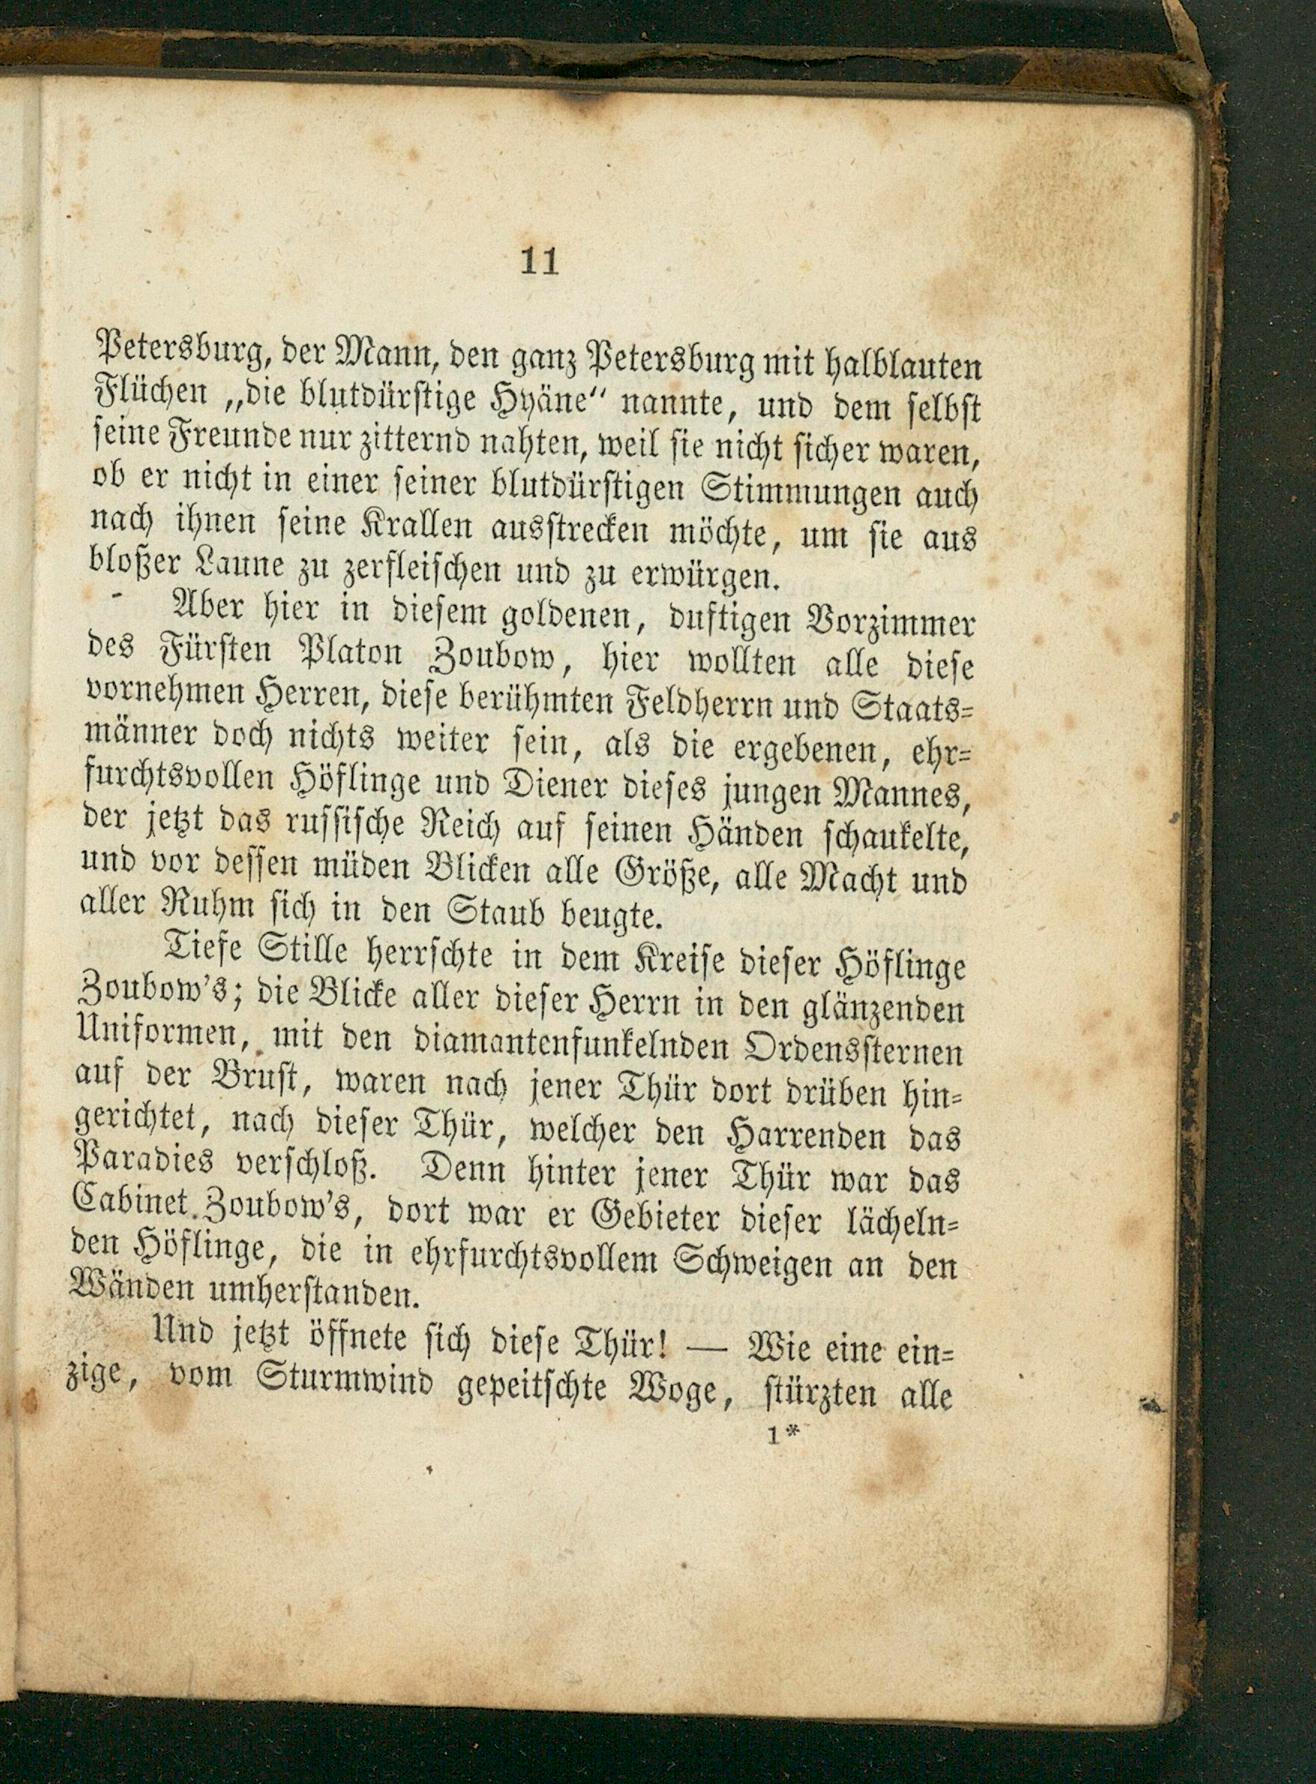 11
Petersburg, der Mann, den ganz Petersburg mit halblauten
Flüchen „die blutdürstige Hyäne“ nannte, und dem selbst
seine Freunde nur zitternd nahten, weil sie nicht sicher waren,
ob er nicht in einer seiner blutdürstigen Stimmungen auch
nach ihnen seine Krallen ausstrecken möchte, um sie aus
bloßer Laune zu zerfleischen und zu erwürgen.
Aber hier in diesem goldenen, duftigen Vorzimmer
des Fürsten Platon Zoubow, hier wollten alle diese
vornehmen Herren, diese berühmten Feldherrn und Staats-
männer doch nichts weiter sein, als die ergebenen, ehr-
furchtsvollen Höflinge und Diener dieses jungen Mannes,
der jetzt das russische Reich auf seinen Händen schaukelte,
und vor dessen müden Blicken alle Größe, alle Macht und
aller Ruhm sich in den Staub beugte.
Tiefe Stille herrschte in dem Kreise dieser Höflinge
Zoubow's; die Blicke aller dieser Herrn in den glänzenden
Uniformen, mit den diamantenfunkelnden Ordenssternen
auf der Brust, waren nach jener Thür dort drüben hin-
gerichtet, nach dieser Thür, welcher den Harrenden das
Paradies verschloß. Denn hinter jener Thür war das
Cabinet Zoubow's, dort war er Gebieter dieser lächeln-
den Höflinge, die in ehrfurchtsvollem Schweigen an den
Wänden umherstanden.
Und jetzt öffnete sich diese Thür! — Wie eine ein-
zige, vom Sturmwind gepeitschte Woge, stürzten alle
1*